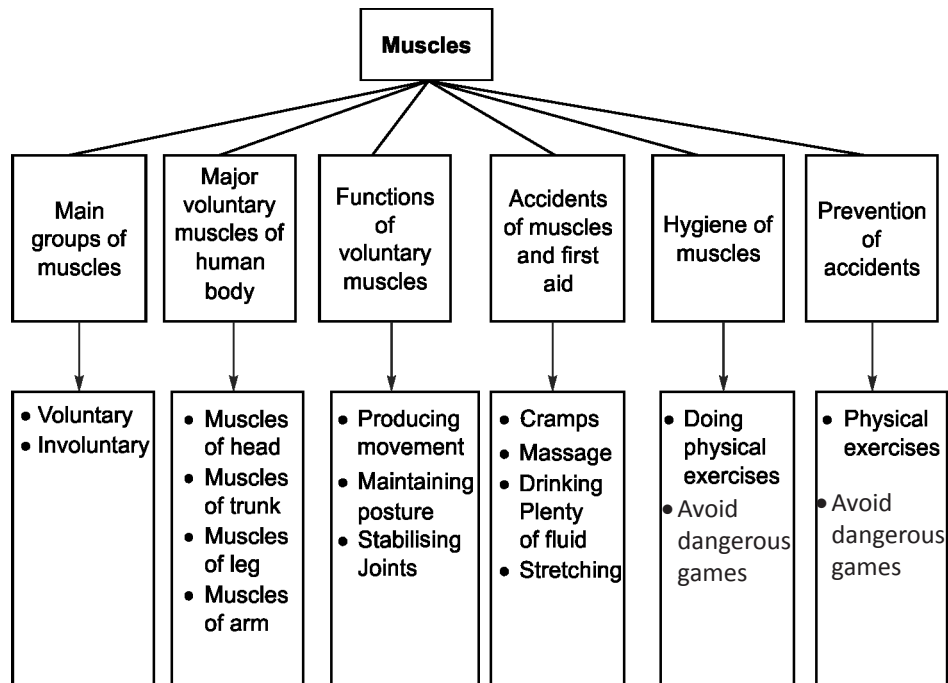 Muscles
Main
groups of
muscles
Major
voluntary
muscles of
human
body
Functions
of
voluntary
muscles
Accidents
of muscles
and first
aid
Hygiene of
muscles
Prevention
of
accidents
• Voluntary
• Involuntary
• Muscles
of head
• Muscles
of trunk
• Muscles
of leg
• Muscles
of arm
• Producing
movement
• Maintaining
posture
• Stabilising
Joints
• Cramps
• Massage
• Drinking
Plenty
of fluid
• Stretching
• Doing
physical
exercises
• Avoid
dangerous
games
• Physical
exercises
• Avoid
dangerous
games